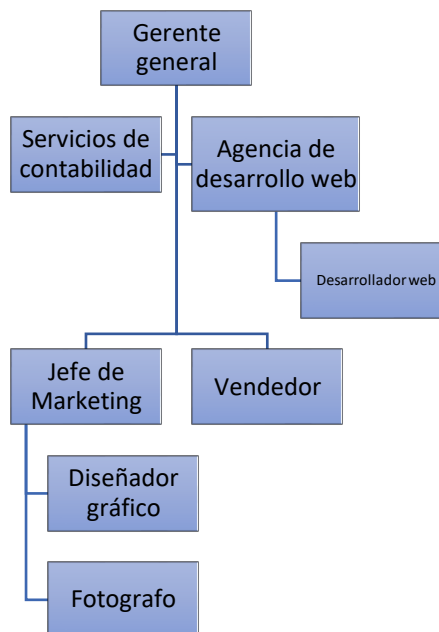 Gerente
general
Servicios de
contabilidad
Agencia de
desarrollo web
Desarrollador web
Jefe de
Marketing
Vendedor
Diseñador
gráfico
Fotografo